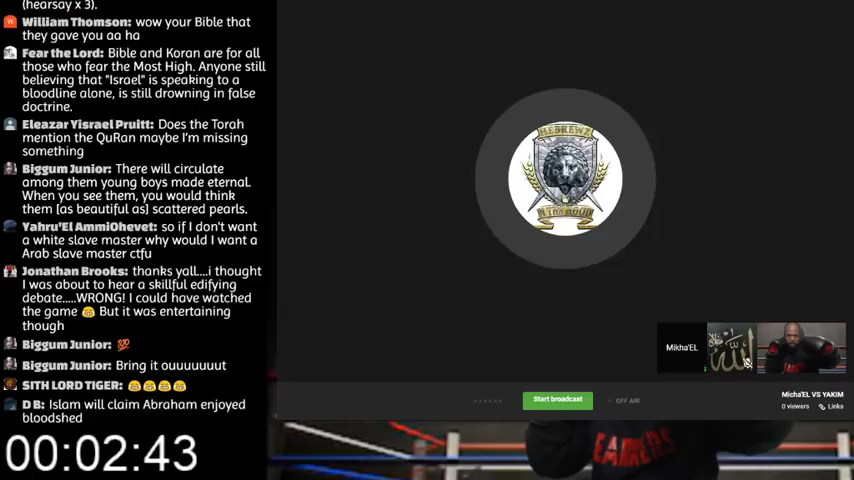 (hearsay x 3).
William Thomson: wow your Bible that
they gave you aa ha
Fear the Lord: Bible and Koran are for all
those who fear the Most High. Anyone still
believing that "Israel" is speaking to a
bloodline alone, is still drowning in false
doctrine.
Eleazar Yisrael Pruitt: Does the Torah
mention the QuRan maybe I'm missing
something
Biggum Junior: There will circulate
among them young boys made eternal.
When you see them, you would think
them [as beautiful as] scattered pearls.
Yahru'El AmmiOhevet: so if I don't want
a white slave master why would I want a
Arab slave master ctfu
Jonathan Brooks: thanks yall....i thought
I was about to hear a skillful edifying
debate.....WRONG! I could have watched
the game 😂 But it was entertaining
though
Biggum Junior: 💯
Biggum Junior: Bring it ouuuuuuut
SITH LORD TIGER: 😂😂😂😂
D B: Islam will claim Abraham enjoyed
bloodshed
00:02:43
HEBREWZ
N THA HOOD
Mikha'EL
الله
Start broadcast
OFF AIR
Micha'EL VS YAKIM
0 viewers
Links